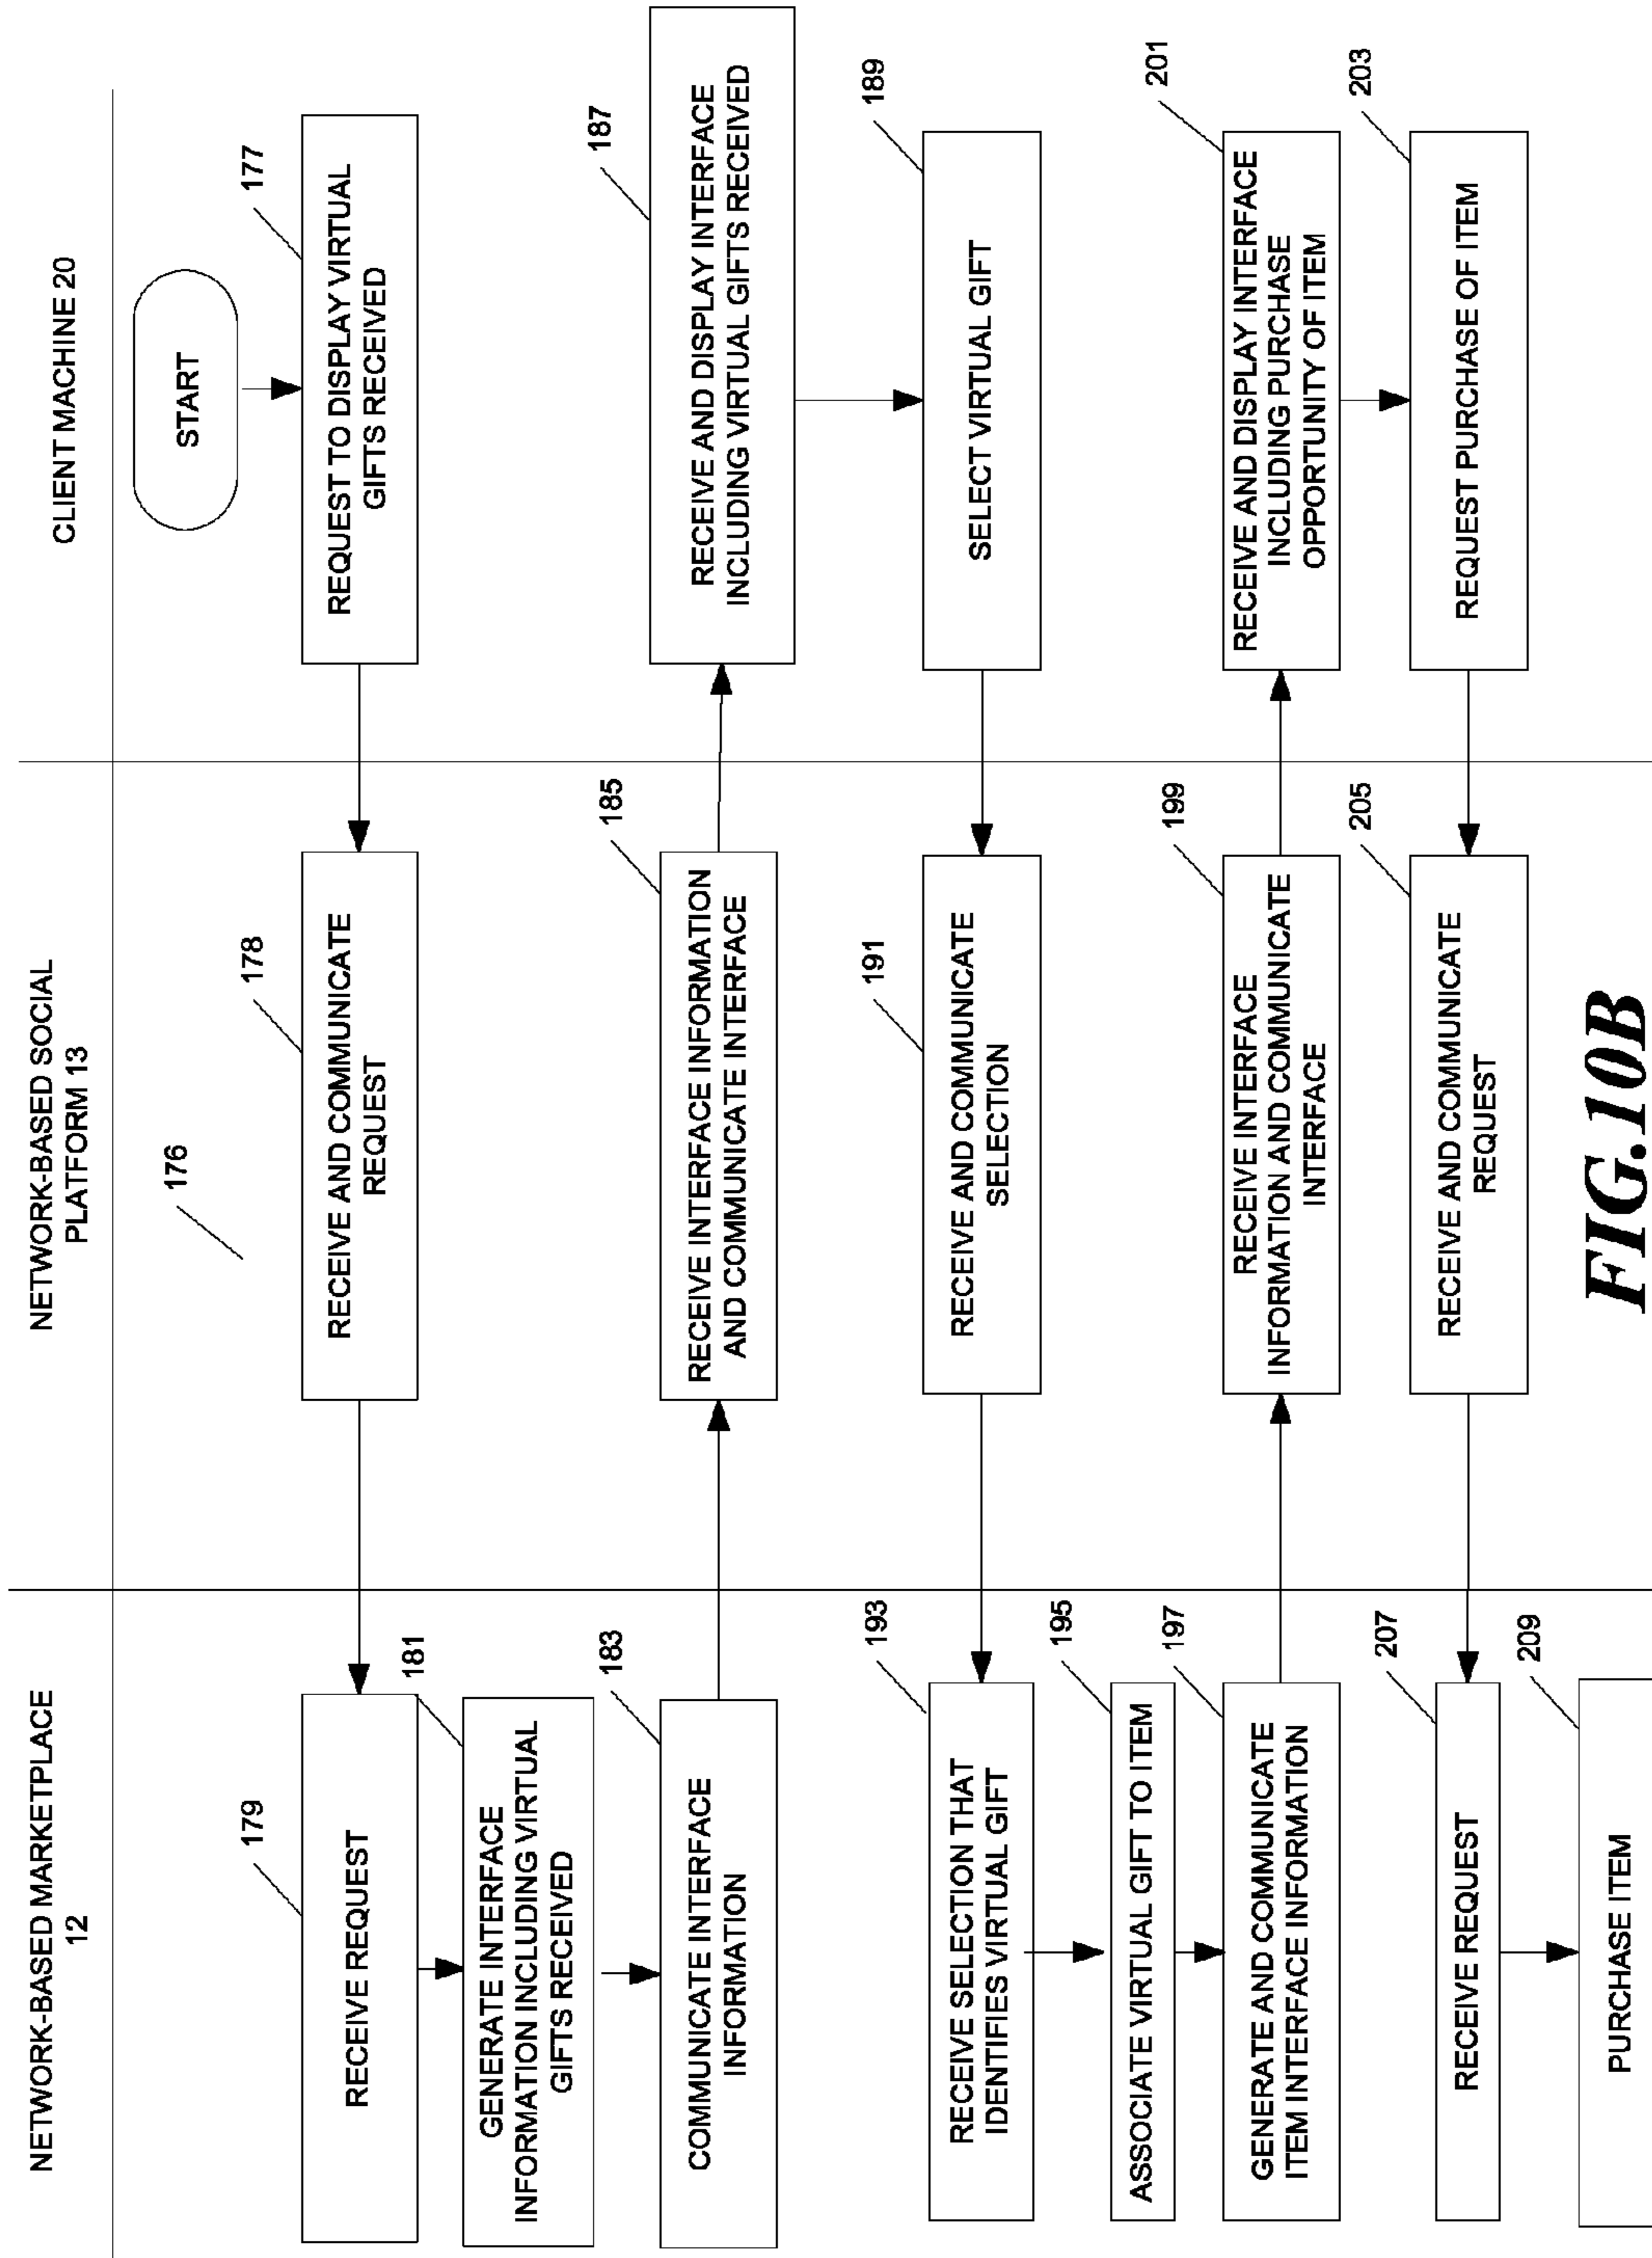 NETWORK-BASED MARKETPLACE
12
NETWORK-BASED SOCIAL
PLATFORM 13
CLIENT MACHINE 20
176
START
177
REQUEST TO DISPLAY VIRTUAL
GIFTS RECEIVED
178
RECEIVE AND COMMUNICATE
REQUEST
179
RECEIVE REQUEST
181
GENERATE INTERFACE
INFORMATION INCLUDING VIRTUAL
GIFTS RECEIVED
183
COMMUNICATE INTERFACE
INFORMATION
185
RECEIVE INTERFACE INFORMATION
AND COMMUNICATE INTERFACE
187
RECEIVE AND DISPLAY INTERFACE
INCLUDING VIRTUAL GIFTS RECEIVED
189
SELECT VIRTUAL GIFT
191
RECEIVE AND COMMUNICATE
SELECTION
193
RECEIVE SELECTION THAT
IDENTIFIES VIRTUAL GIFT
195
ASSOCIATE VIRTUAL GIFT TO ITEM
197
GENERATE AND COMMUNICATE
ITEM INTERFACE INFORMATION
199
RECEIVE INTERFACE
INFORMATION AND COMMUNICATE
INTERFACE
201
RECEIVE AND DISPLAY INTERFACE
INCLUDING PURCHASE
OPPORTUNITY OF ITEM
203
REQUEST PURCHASE OF ITEM
205
RECEIVE AND COMMUNICATE
REQUEST
207
RECEIVE REQUEST
209
PURCHASE ITEM
FIG.10B